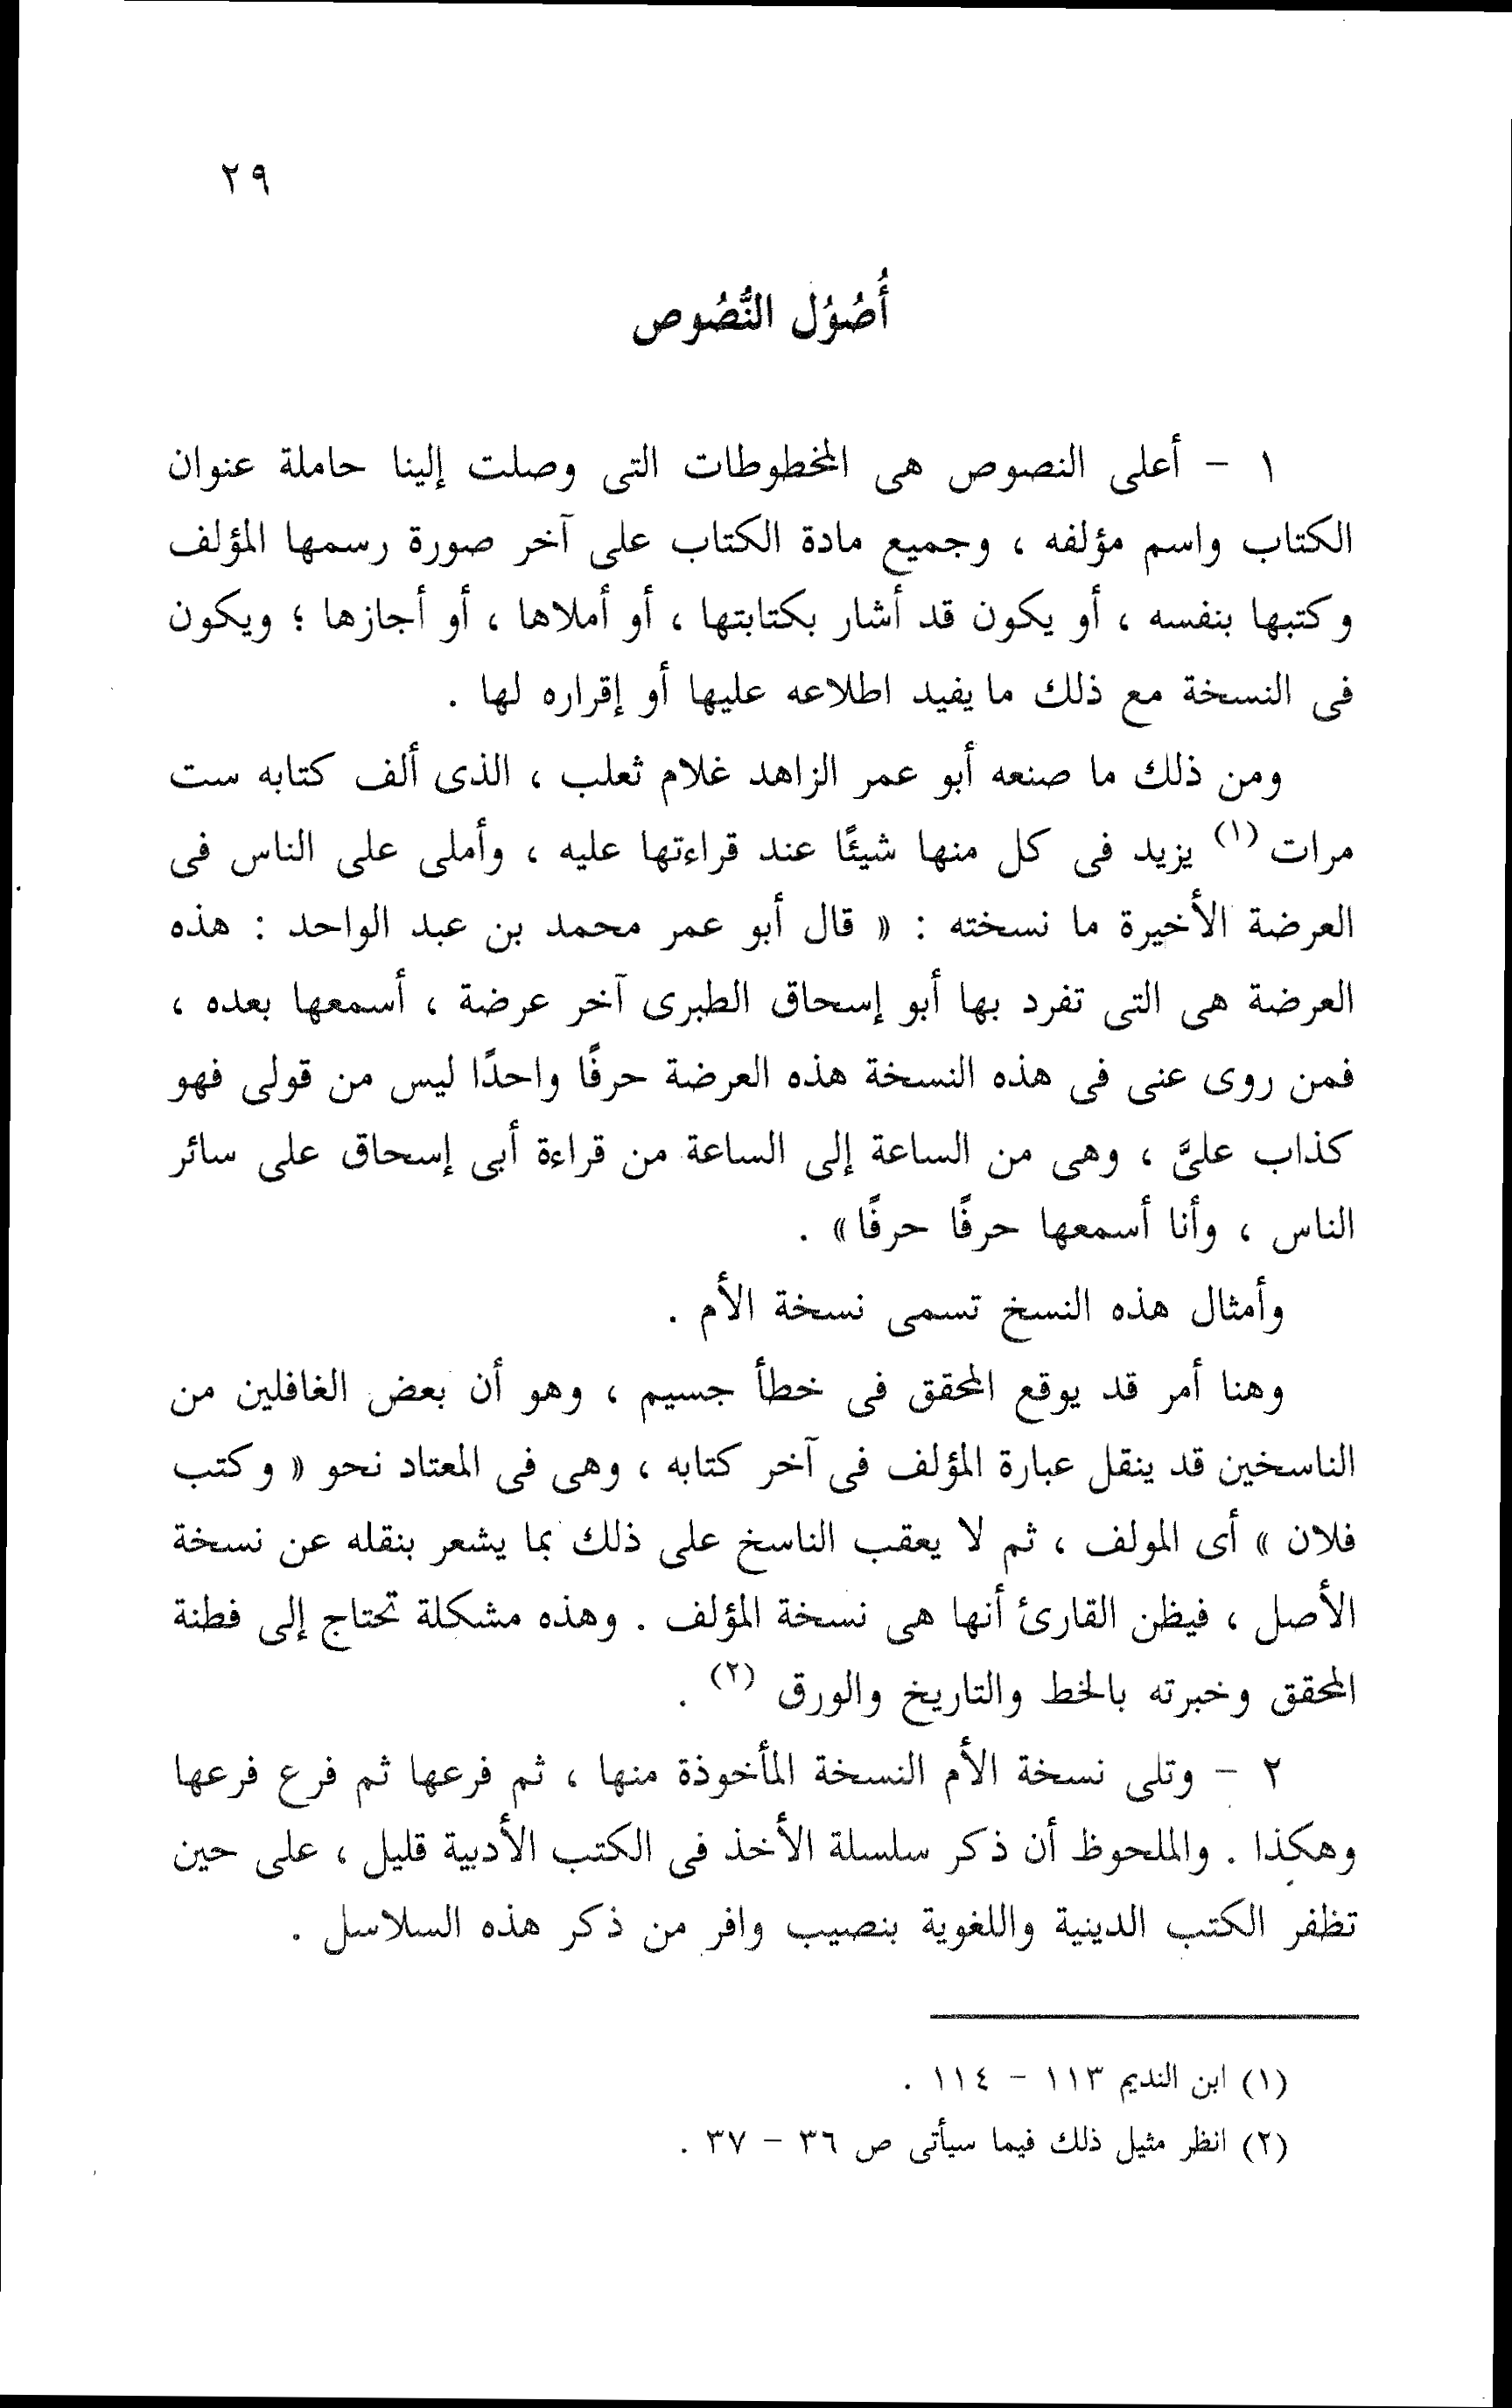 ٢٩
أُصُوُل النُّصُوص
١ – أعلى النصوص هى المخطوطات التى وصلت إلينا حاملة عنوان
الكتاب واسم مؤلفه ، وجميع مادة الكتاب على آخر صورة رسمها المؤلف
وكتبها بنفسه ، أو يكون قد أشار بكتابتها ، أو أملاها ، أو أجازها ؛ ويكون
فى النسخة مع ذلك ما يفيد اطلاعه عليها أو إقراره لها .
ومن ذلك ما صنعه أبو عمر الزاهد غلام ثعلب ، الذى ألف كتابه ست
مرات (١) يزيد فى كل منها شيئًا عند قراءتها عليه ، وأملى على الناس فى
العرضة الأخيرة ما نسخته : « قال أبو عمر محمد بن عبد الواحد : هذه
العرضة هى التى تفرد بها أبو إسحاق الطبرى آخر عرضة ، أسمعها بعده ،
فمن روى عنى فى هذه النسخة هذه العرضة حرفًا واحدًا ليس من قولى فهو
كذاب علىَّ ، وهى من الساعة إلى الساعة من قراءة أبى إسحاق على سائر
الناس ، وأنا أسمعها حرفًا حرفًا » .
وأمثال هذه النسخ تسمى نسخة الأم .
وهنا أمر قد يوقع المحقق فى خطأ جسيم ، وهو أن بعض الغافلين من
الناسخين قد ينقل عبارة المؤلف فى آخر كتابه ، وهى فى المعتاد نحو « وكتب
فلان » أى المولف ، ثم لا يعقب الناسخ على ذلك بما يشعر بنقله عن نسخة
الأصل ، فيظن القارئ أنها هى نسخة المؤلف . وهذه مشكلة تحتاج إلى فطنة
المحقق وخبرته بالخط والتاريخ والورق (٢) .
٢ – وتلى نسخة الأم النسخة المأخوذة منها ، ثم فرعها ثم فرع فرعها
وهكذا . والملحوظ أن ذكر سلسلة الأخذ فى الكتب الأدبية قليل ، على حين
تظفر الكتب الدينية واللغوية بنصيب وافر من ذكر هذه السلاسل .
(١) ابن النديم ١١٣ – ١١٤ .
(٢) انظر مثيل ذلك فيما سيأتى ص ٣٦ – ٣٧ .